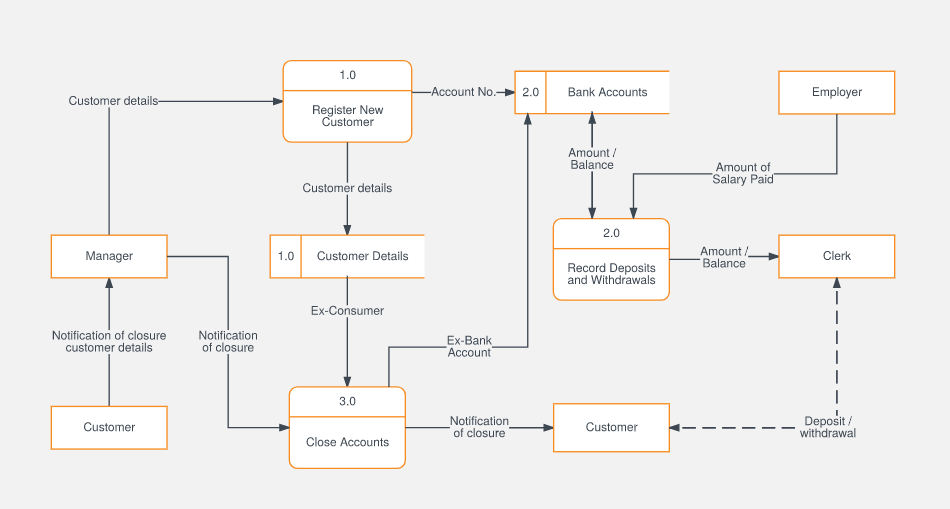 1.0
Register New
Customer
Customer details
Account No.
2.0
Bank Accounts
Employer
Amount /
Balance
Amount of
Salary Paid
Customer details
2.0
Record Deposits
and Withdrawals
Manager
1.0
Customer Details
Amount /
Balance
Clerk
Ex-Consumer
Notification of closure
customer details
Notification
of closure
Ex-Bank
Account
3.0
Close Accounts
Customer
Notification
of closure
Customer
Deposit /
withdrawal